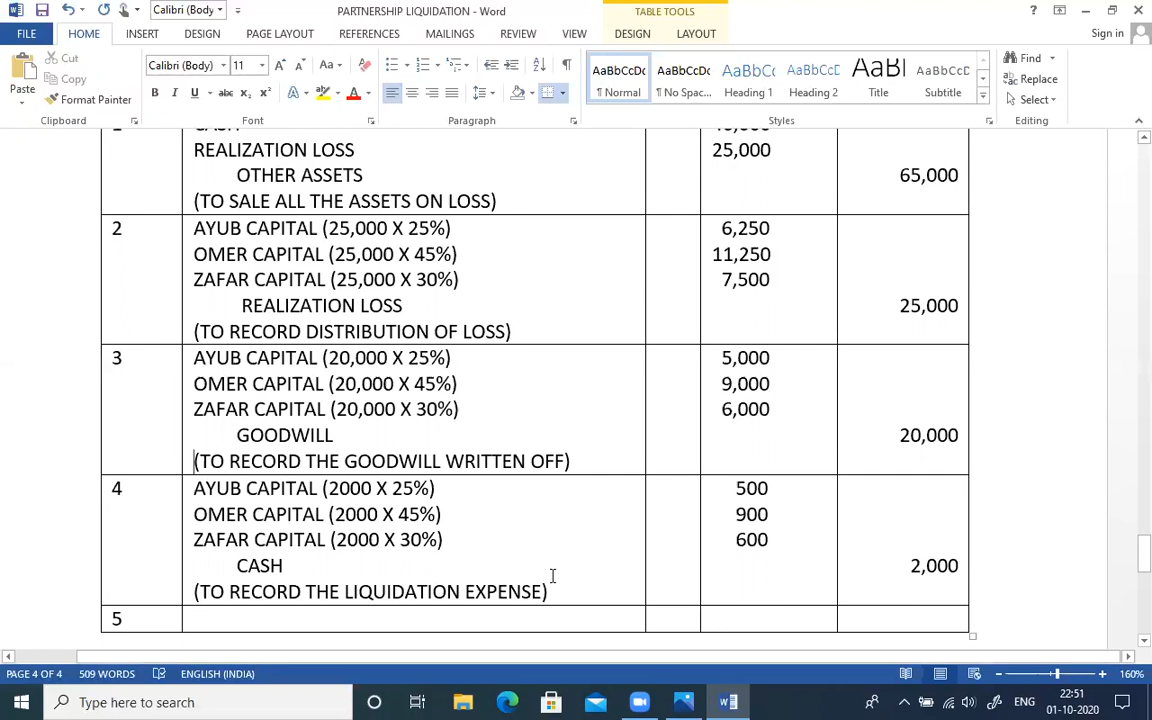 PARTNERSHIP LIQUIDATION - Word
TABLE TOOLS
Calibri (Body
Sign in
FILE HOME INSERT DESIGN PAGE LAYOUT REFERENCES MAILINGS REVIEW VIEW DESIGN LAYOUT
Paste
Cut
Copy
Format Painter
Clipboard
Calibri (Body) 11
Font
Paragraph
AaBbCcDc AaBbCcDc AaBbCc AaBbCcC AaBl AaBbCcD
¶ Normal ¶ No Spac... Heading 1 Heading 2 Title Subtitle
Styles
Find
Replace
Select
Editing
REALIZATION LOSS 25,000
OTHER ASSETS 65,000
(TO SALE ALL THE ASSETS ON LOSS)
2 AYUB CAPITAL (25,000 X 25%) 6,250
OMER CAPITAL (25,000 X 45%) 11,250
ZAFAR CAPITAL (25,000 X 30%) 7,500
REALIZATION LOSS 25,000
(TO RECORD DISTRIBUTION OF LOSS)
3 AYUB CAPITAL (20,000 X 25%) 5,000
OMER CAPITAL (20,000 X 45%) 9,000
ZAFAR CAPITAL (20,000 X 30%) 6,000
GOODWILL 20,000
(TO RECORD THE GOODWILL WRITTEN OFF)
4 AYUB CAPITAL (2000 X 25%) 500
OMER CAPITAL (2000 X 45%) 900
ZAFAR CAPITAL (2000 X 30%) 600
CASH 2,000
(TO RECORD THE LIQUIDATION EXPENSE)
5
PAGE 4 OF 4 509 WORDS ENGLISH (INDIA) 160%
Type here to search
ENG
22:51
01-10-2020